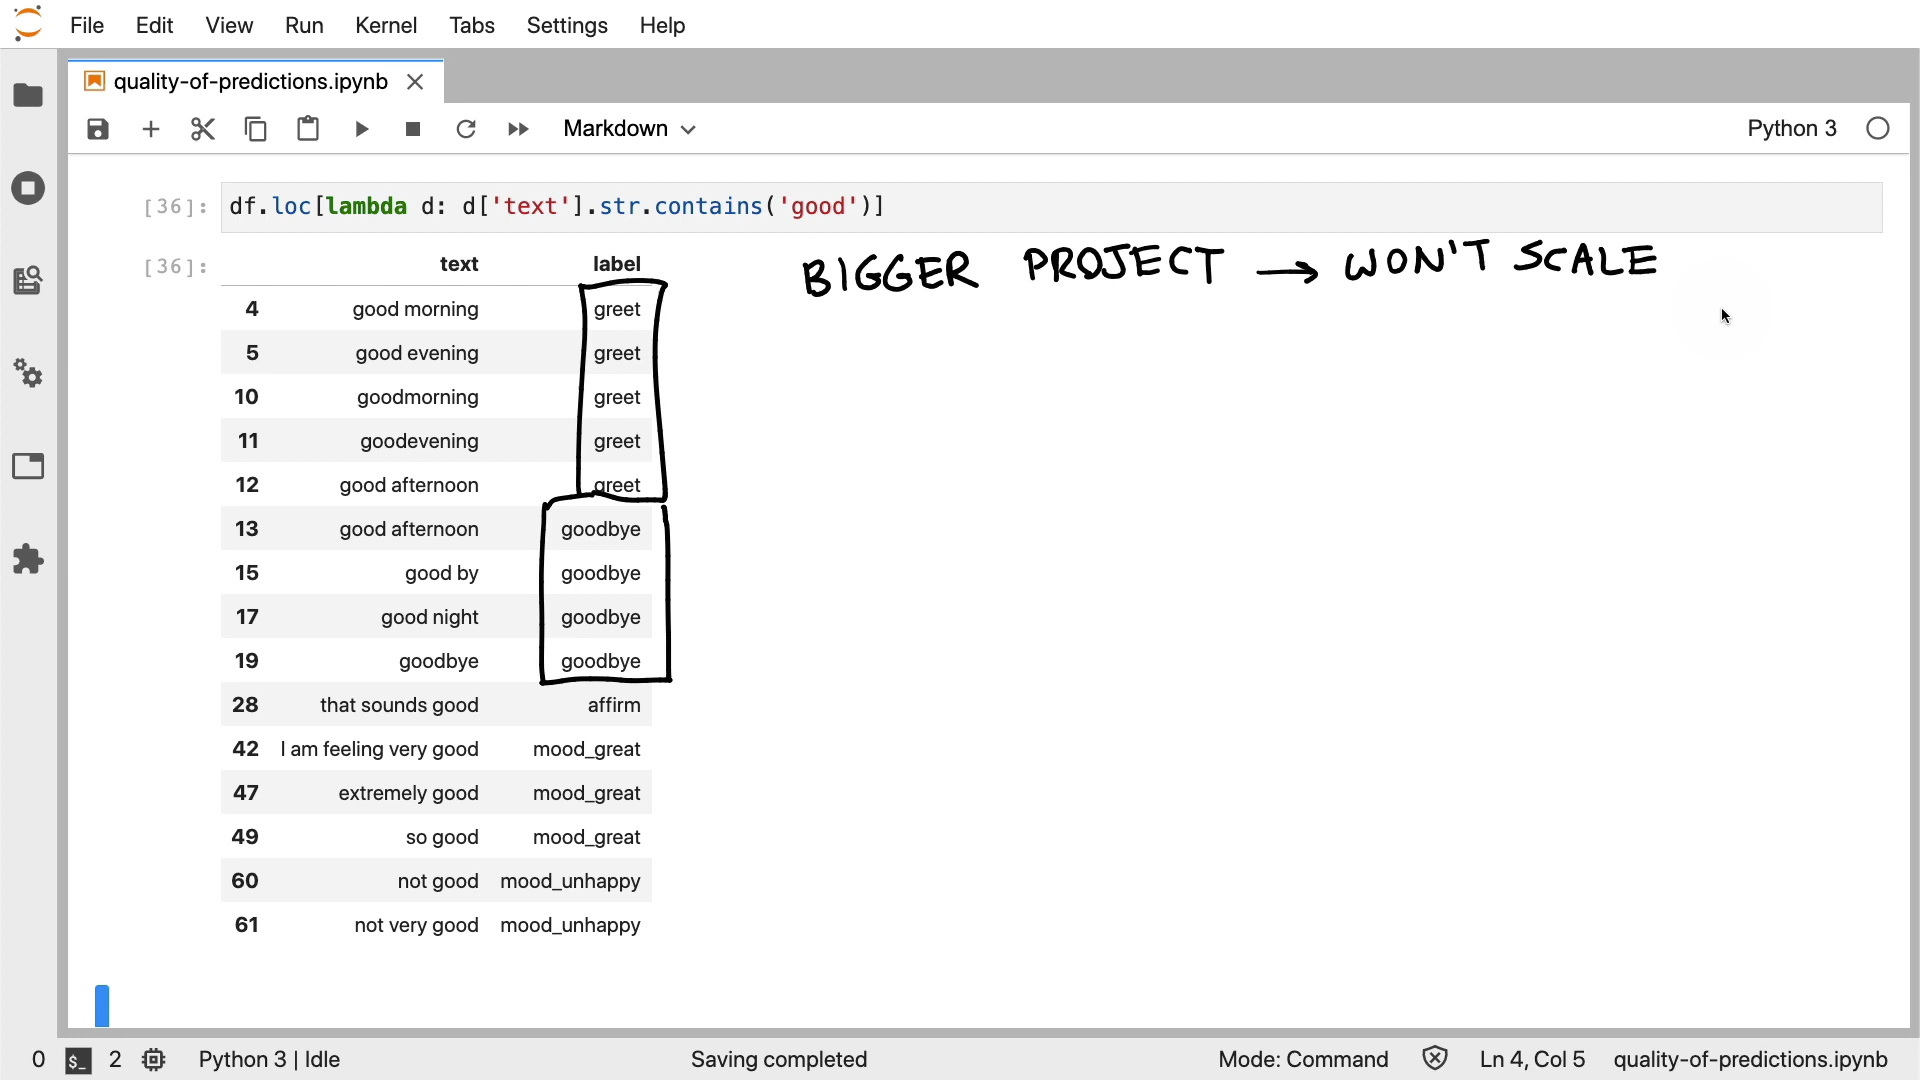 File Edit View Run Kernel Tabs Settings Help
quality-of-predictions.ipynb
Markdown Python 3
[36]: df.loc[lambda d: d['text'].str.contains('good')]
BIGGER PROJECT → WON'T SCALE
[36]: text label
4 good morning greet
5 good evening greet
10 goodmorning greet
11 goodevening greet
12 good afternoon greet
13 good afternoon goodbye
15 good by goodbye
17 good night goodbye
19 goodbye goodbye
28 that sounds good affirm
42 I am feeling very good mood_great
47 extremely good mood_great
49 so good mood_great
60 not good mood_unhappy
61 not very good mood_unhappy
0 $_ 2 Python 3 | Idle Saving completed Mode: Command Ln 4, Col 5 quality-of-predictions.ipynb